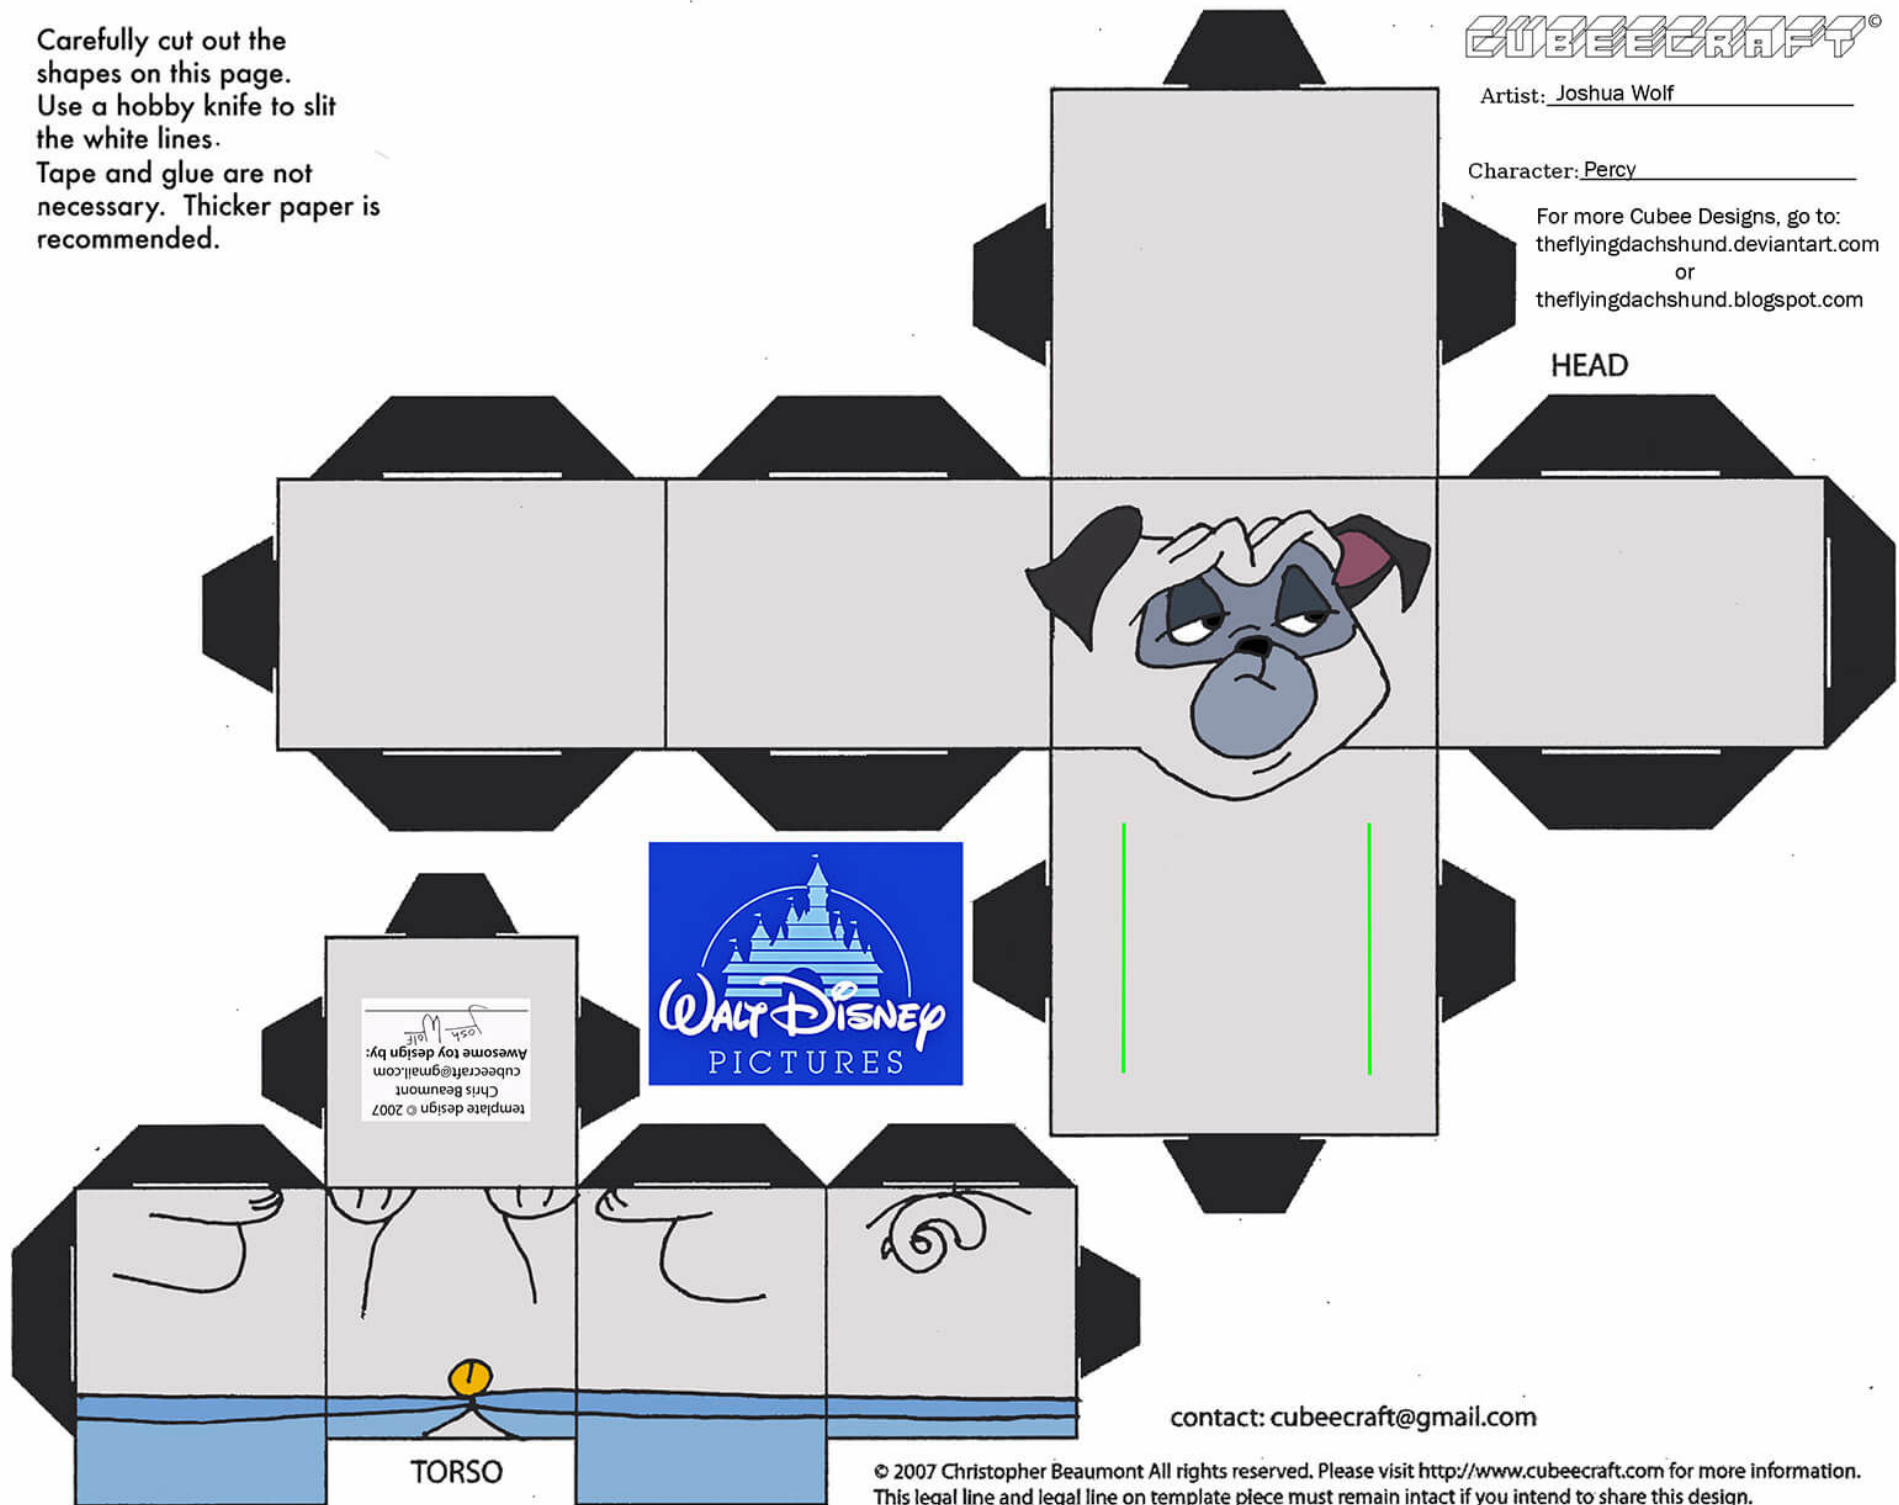 Carefully cut out the
shapes on this page.
Use a hobby knife to slit
the white lines.
Tape and glue are not
necessary. Thicker paper is
recommended.
CUBEECRAFT©
Artist: Joshua Wolf
Character: Percy
For more Cubee Designs, go to:
theflyingdachshund.deviantart.com
or
theflyingdachshund.blogspot.com
HEAD
WALT DISNEY
PICTURES
template design © 2007
Chris Beaumont
cubeecraft@gmail.com
Awesome toy design by:
Josh Wolf
TORSO
contact: cubeecraft@gmail.com
© 2007 Christopher Beaumont All rights reserved. Please visit http://www.cubeecraft.com for more information.
This legal line and legal line on template piece must remain intact if you intend to share this design.